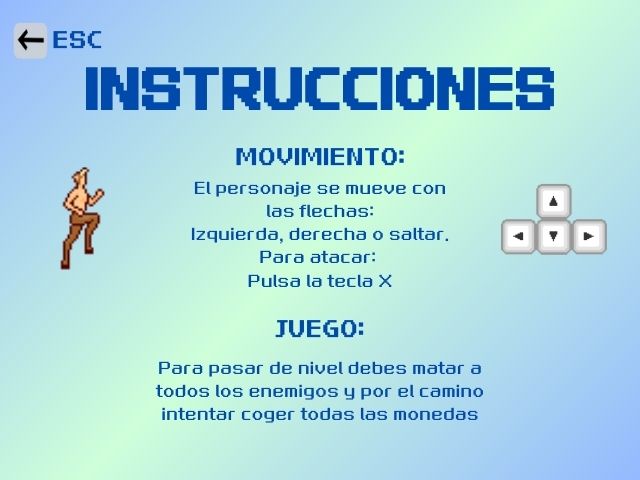 ESC
INSTRUCCIONES
MOVIMIENTO:
El personaje se mueve con
las flechas:
Izquierda, derecha o saltar.
Para atacar:
Pulsa la tecla X
JUEGO:
Para pasar de nivel debes matar a
todos los enemigos y por el camino
intentar coger todas las monedas